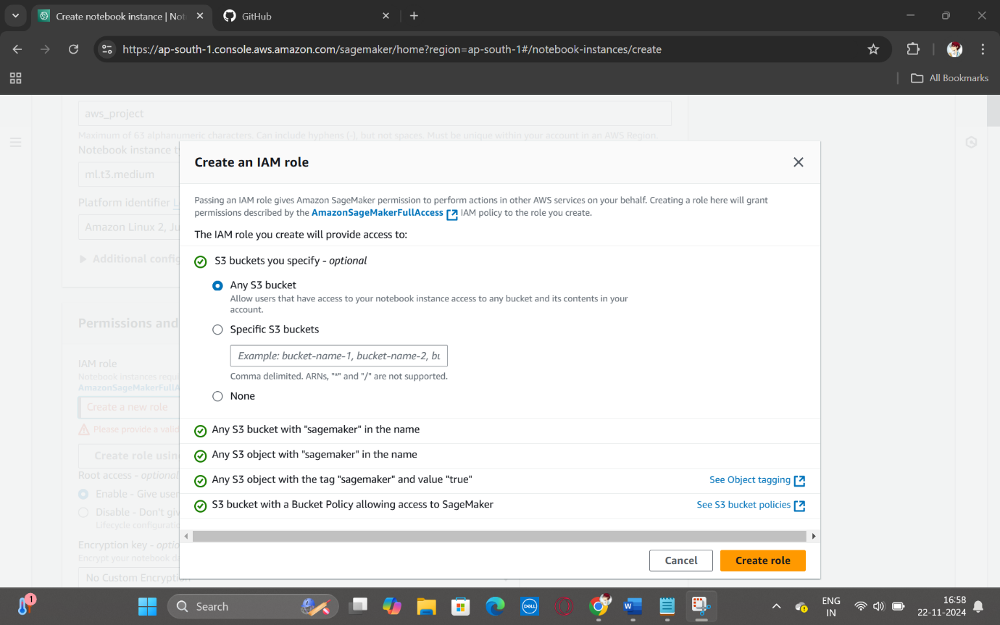 Create notebook instance | Not
GitHub
https://ap-south-1.console.aws.amazon.com/sagemaker/home?region=ap-south-1#/notebook-instances/create
All Bookmarks
aws_project
Maximum of 63 alphanumeric characters. Can include hyphens (-), but not spaces. Must be unique within your account in an AWS Region.
Notebook instance t
ml.t3.medium
Platform identifier
Amazon Linux 2, Ju
Additional config
Permissions and
IAM role
Notebook instances requi
AmazonSageMakerFullA
Create a new role
Please provide a valid
Create role usin
Root access - optional
Enable - Give user
Disable - Don't giv
Lifecycle configuratio
Encryption key - optio
Encrypt your notebook da
No Custom Encryption
Create an IAM role
Passing an IAM role gives Amazon SageMaker permission to perform actions in other AWS services on your behalf. Creating a role here will grant
permissions described by the AmazonSageMakerFullAccess IAM policy to the role you create.
The IAM role you create will provide access to:
S3 buckets you specify - optional
Any S3 bucket
Allow users that have access to your notebook instance access to any bucket and its contents in your
account.
Specific S3 buckets
Example: bucket-name-1, bucket-name-2, bu
Comma delimited. ARNs, "*" and "/" are not supported.
None
Any S3 bucket with "sagemaker" in the name
Any S3 object with "sagemaker" in the name
Any S3 object with the tag "sagemaker" and value "true"
See Object tagging
S3 bucket with a Bucket Policy allowing access to SageMaker
See S3 bucket policies
Cancel
Create role
1
Search
DELL
W
ENG
IN
16:58
22-11-2024